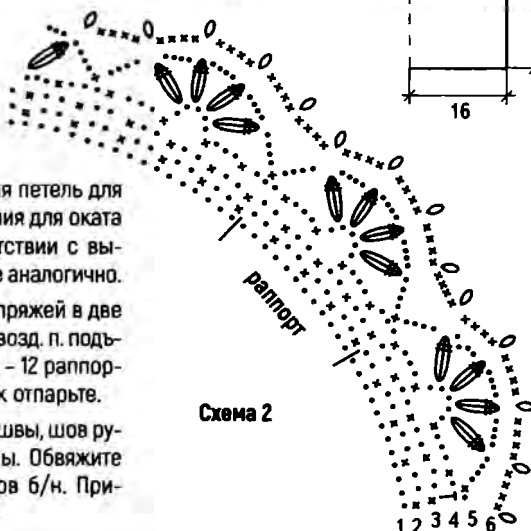 16
я петель для
ния для оката
тствии с вы-
е аналогично.
пряжей в две
возд. п. подъ-
– 12 раппор-
х отпарьте.
швы, шов ру-
ы. Обвяжите
ов б/н. При-
раппорт
Схема 2
1 2 3 4 5 6